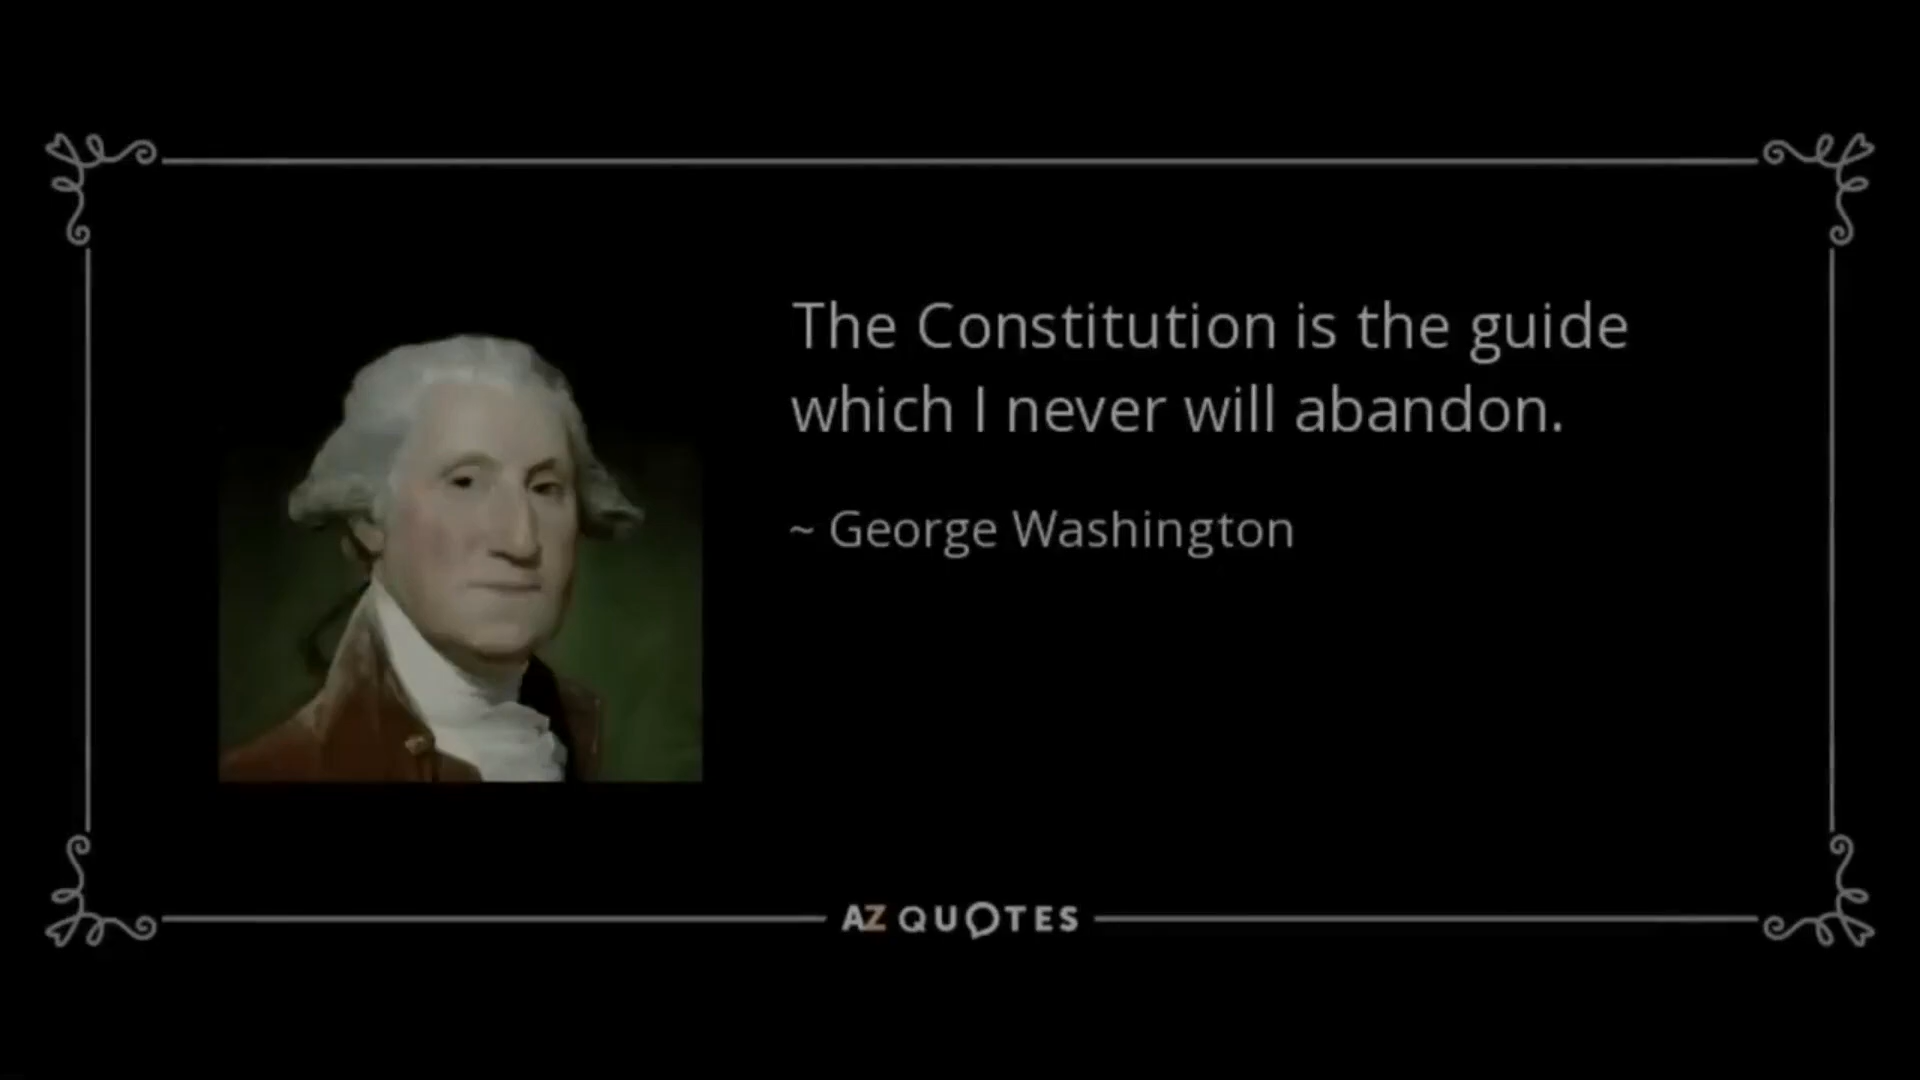 The Constitution is the guide
which I never will abandon.
~ George Washington
AZ QUOTES